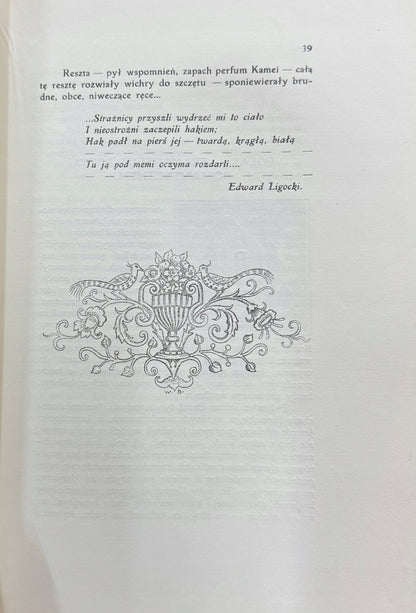 39
Reszta — pył wspomnień, zapach perfum Kamei — całą
tę resztę rozwiały wichry do szczętu — sponiewierały bru-
dne, obce, niweczące ręce...
...Strażnicy przyszli wydrzeć mi to ciało
I nieostrożni zaczepili hakiem;
Hak padł na pierś jej — twardą, krągłą, białą
— — — — — — — — — — — —
Tu ją pod memi oczyma rozdarli....
— — — — — — — — — — — —
Edward Ligocki.
W. B.